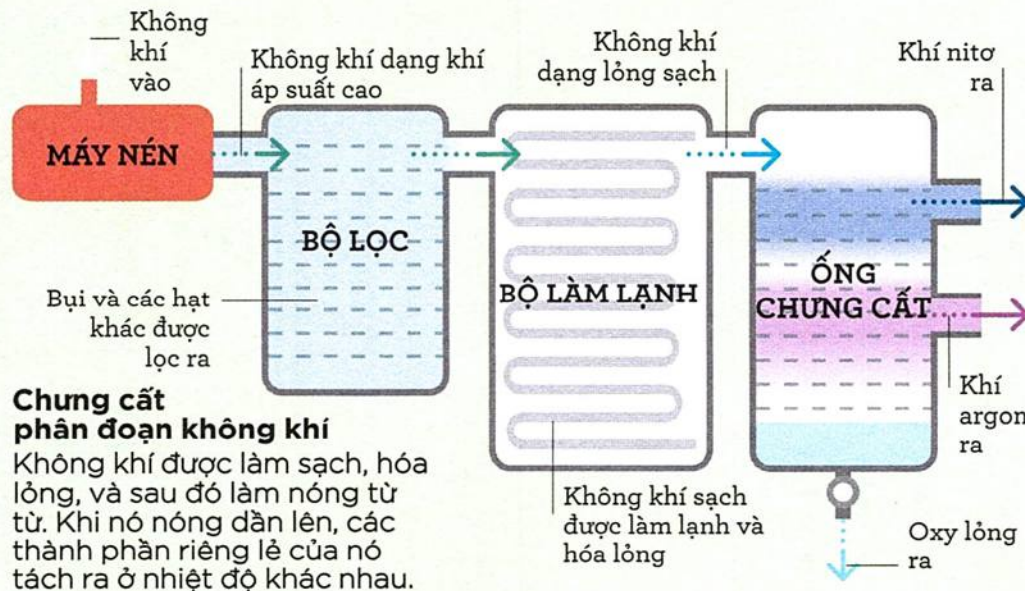 Không
khí
vào
Không khí dạng khí
áp suất cao
Không khí
dạng lỏng sạch
Khí nitơ
ra
MÁY NÉN
BỘ LỌC
BỘ LÀM LẠNH
ỐNG
CHƯNG CẤT
Bụi và các hạt
khác được
lọc ra
Khí
argon
ra
Chưng cất
phân đoạn không khí
Không khí được làm sạch, hóa
lỏng, và sau đó làm nóng từ
từ. Khi nó nóng dần lên, các
thành phần riêng lẻ của nó
tách ra ở nhiệt độ khác nhau.
Không khí sạch
được làm lạnh và
hóa lỏng
Oxy lỏng
ra